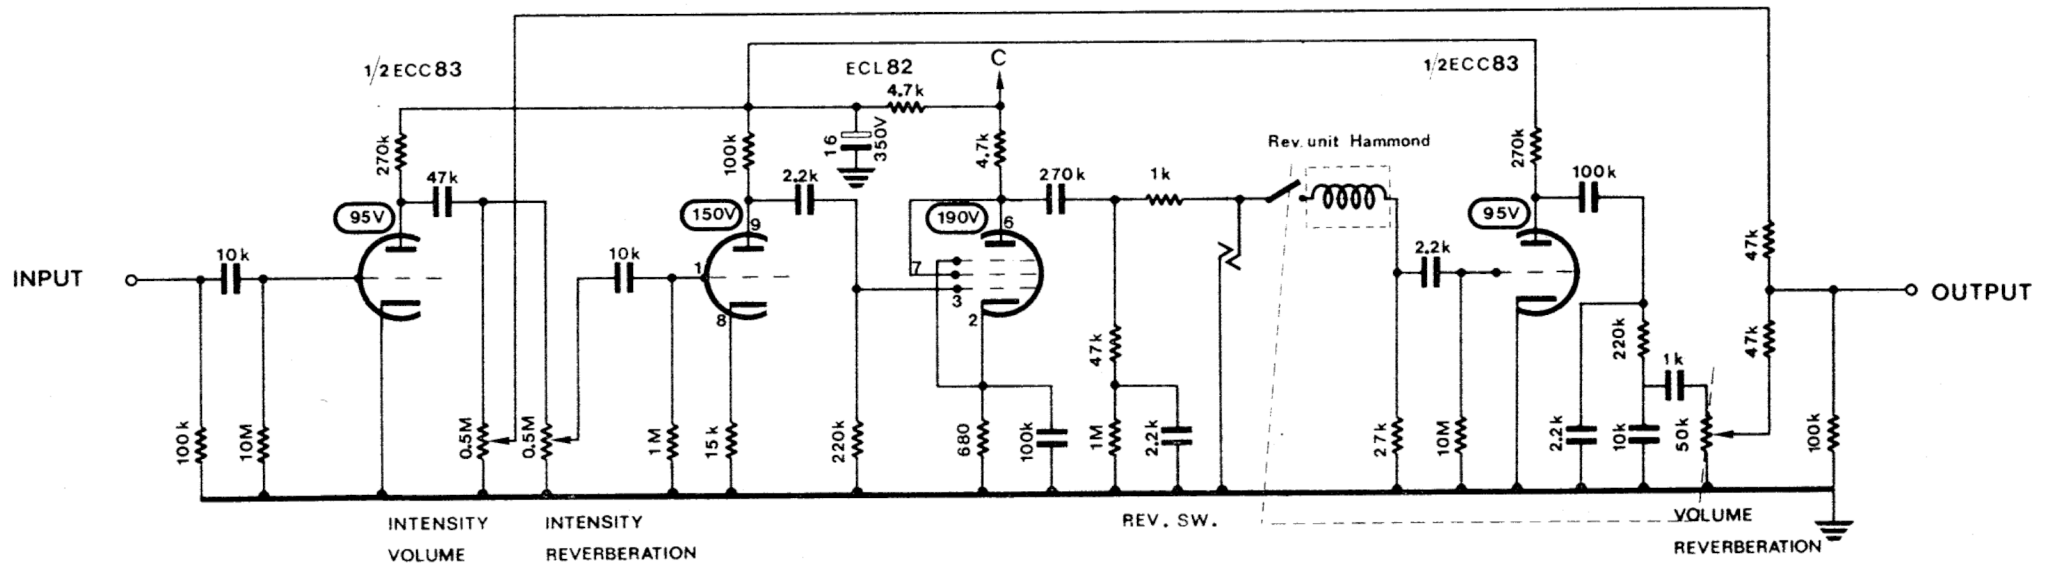 1/2ECC83
ECL82
C
1/2ECC83
4.7k
16
350V
4.7k
270k
100k
270k
Rev. unit Hammond
47k
2.2k
270k
1k
100k
95V
150V
190V
95V
9
6
INPUT
10k
10k
1
7
3
8
2
2.2k
47k
OUTPUT
47k
220k
47k
1k
100k
10M
0.5M
0.5M
1M
15k
220k
680
100k
1M
2.2k
27k
10M
2.2k
10k
50k
100k
INTENSITY
VOLUME
INTENSITY
REVERBERATION
REV. SW.
VOLUME
REVERBERATION